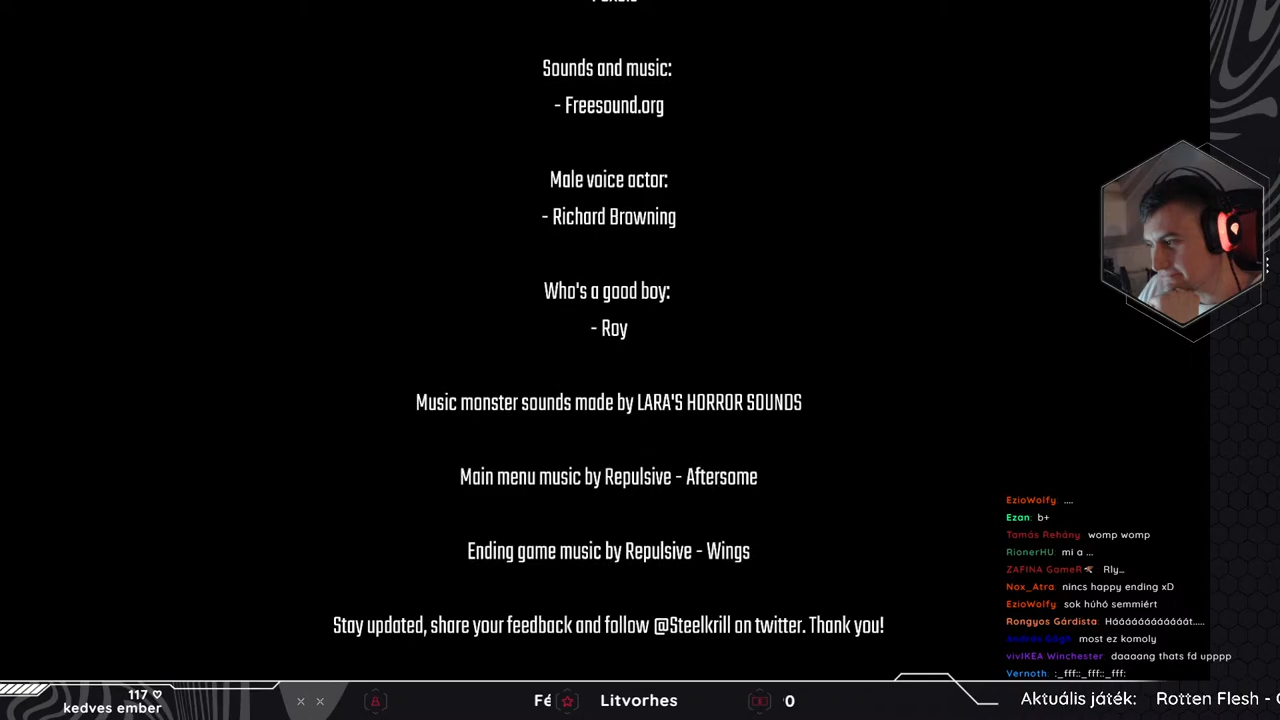 Sounds and music:
- Freesound.org
Male voice actor:
- Richard Browning
Who's a good boy:
- Roy
Music monster sounds made by LARA'S HORROR SOUNDS
Main menu music by Repulsive - Aftersome
Ending game music by Repulsive - Wings
Stay updated, share your feedback and follow @Steelkrill on twitter. Thank you!
EzioWolfy: ....
Ezan: b+
Tamás Rehány: womp womp
RionerHU: mi a ...
ZAFINA GameR Rly_
Nox_Atra: nincs happy ending xD
EzioWolfy: sok húhó semmiért
Rongyos Gárdista: Hááááááááááát.....
most ez komoly
vivIKEA Winchester: daaaang thats fd upppp
Vernoth: :_fff::_fff::_fff:
117
kedves ember
Litvorhes
Aktuális játék: Rotten Flesh -